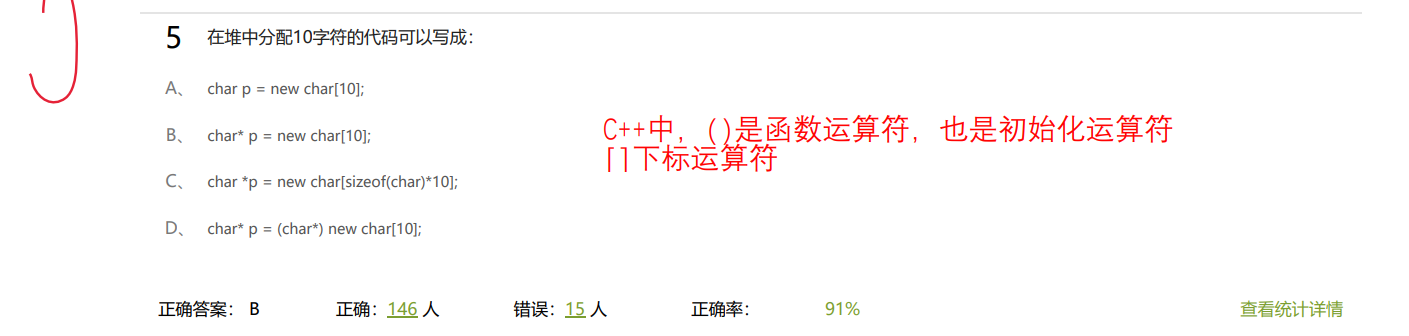 5 在堆中分配10字符的代码可以写成：
A、 char p = new char[10];
B、 char* p = new char[10];
C、 char *p = new char[sizeof(char)*10];
D、 char* p = (char*) new char[10];
C++中，()是函数运算符，也是初始化运算符
[]下标运算符
正确答案： B 正确：146 人 错误：15 人 正确率： 91% 查看统计详情